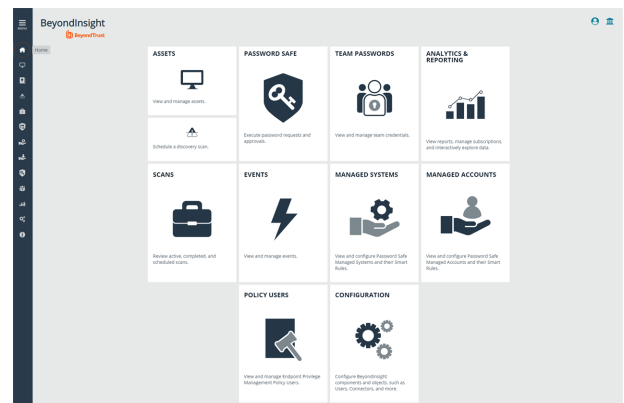 MENU
BeyondInsight
BeyondTrust
Home
ASSETS
View and manage assets.
Schedule a discovery scan.
PASSWORD SAFE
Execute password requests and
approvals.
TEAM PASSWORDS
View and manage team credentials.
ANALYTICS &
REPORTING
View reports, manage subscriptions,
and interactively explore data.
SCANS
Review active, completed, and
scheduled scans.
EVENTS
View and manage events.
MANAGED SYSTEMS
View and configure Password Safe
Managed Systems and their Smart
Rules.
MANAGED ACCOUNTS
View and configure Password Safe
Managed Accounts and their Smart
Rules.
POLICY USERS
View and manage Endpoint Privilege
Management Policy Users.
CONFIGURATION
Configure BeyondInsight
components and objects, such as
Users, Connectors, and more.